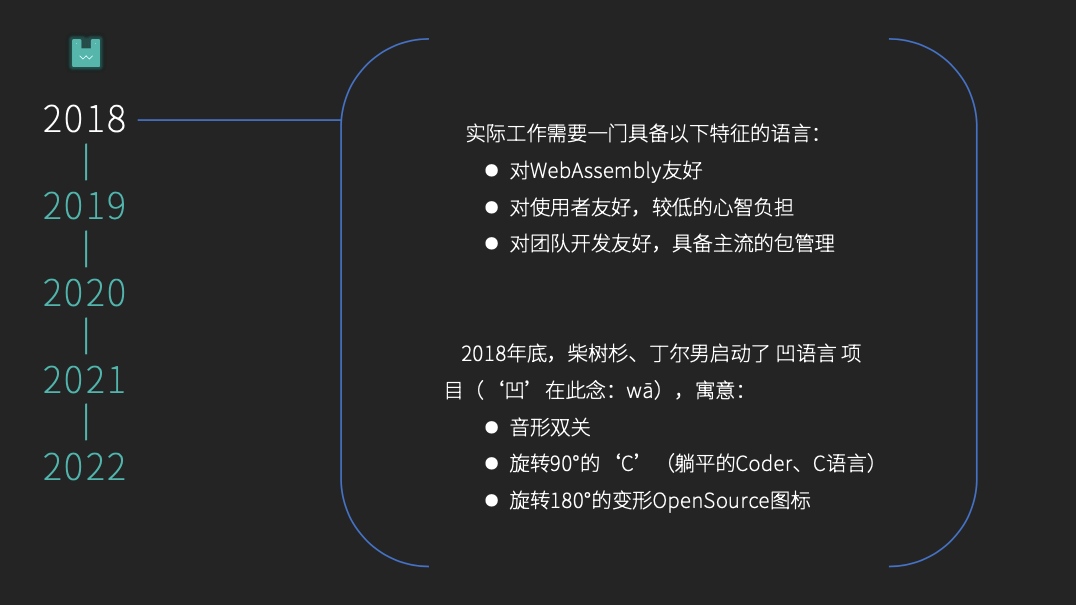 2018
2019
2020
2021
2022
实际工作需要一门具备以下特征的语言：
● 对WebAssembly友好
● 对使用者友好，较低的心智负担
● 对团队开发友好，具备主流的包管理
2018年底，柴树杉、丁尔男启动了 凹语言 项
目（‘凹’在此念：wā），寓意：
● 音形双关
● 旋转90°的‘C’（躺平的Coder、C语言）
● 旋转180°的变形OpenSource图标